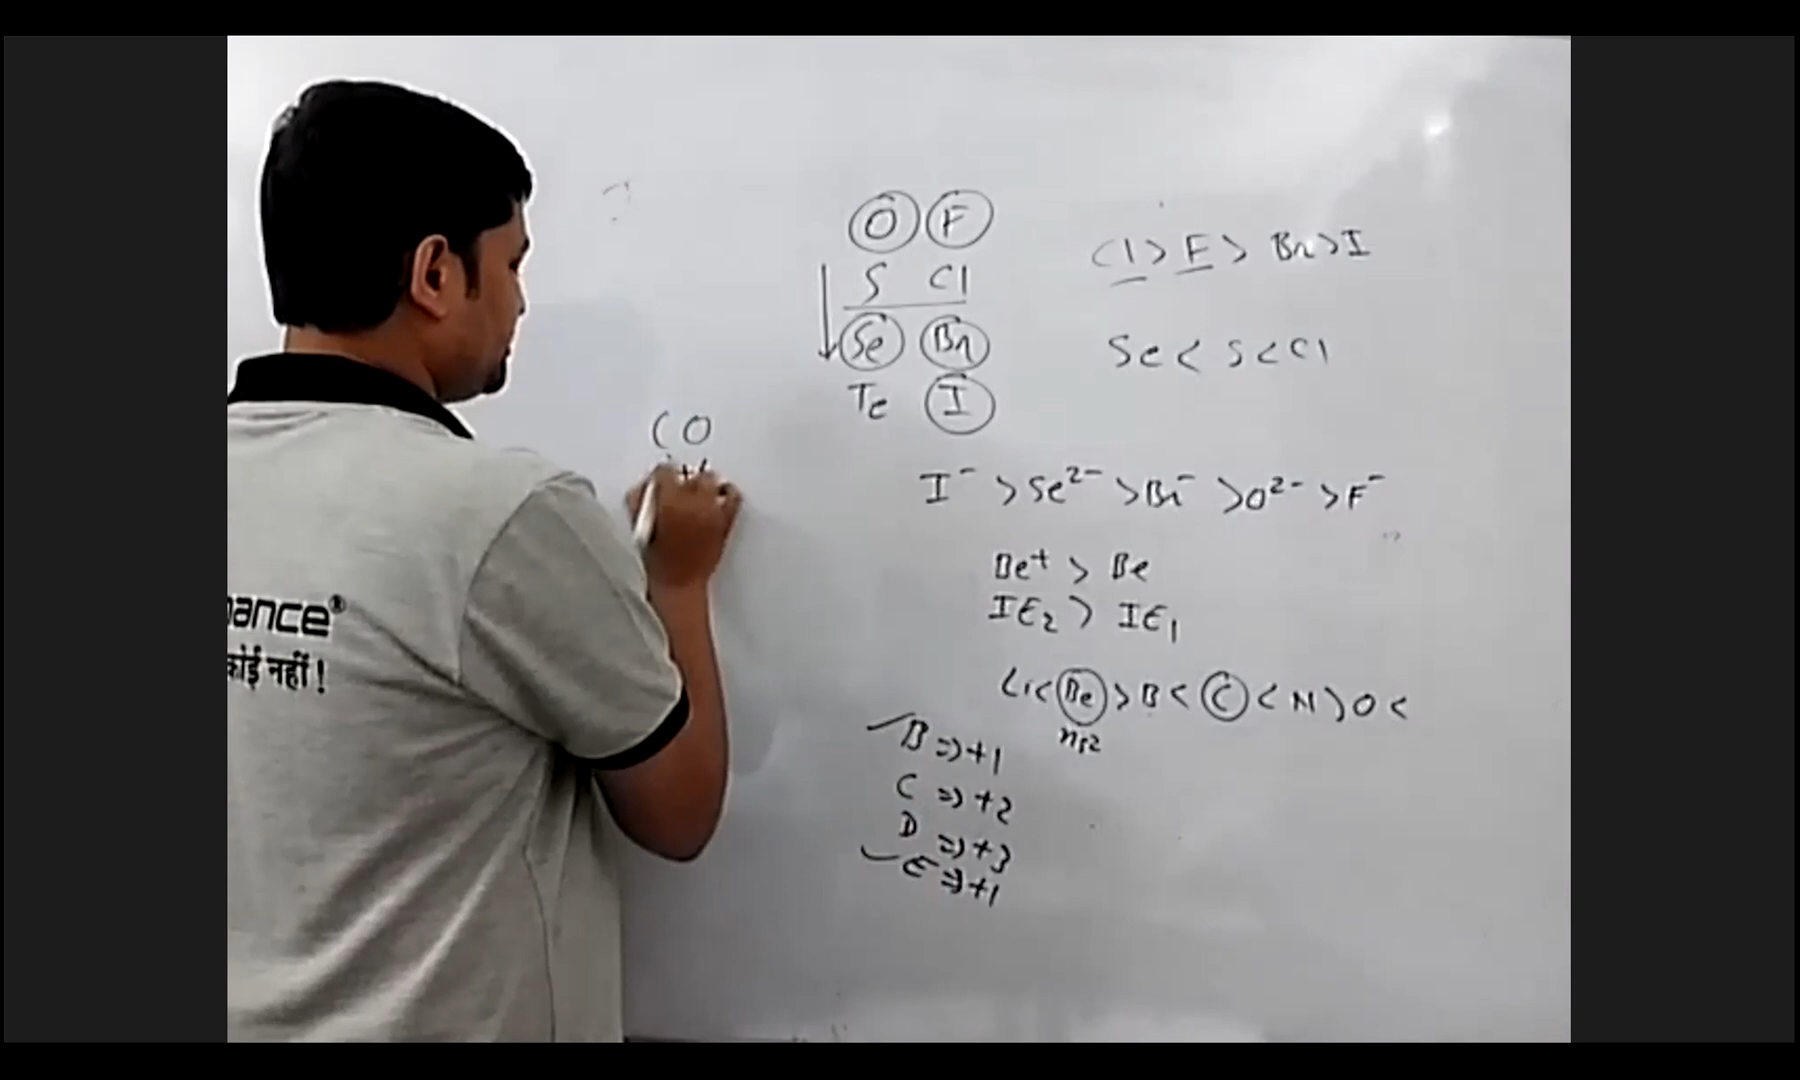 O F
S Cl
Se Br
Te I
Cl > F > Br > I
Se < S < Cl
CO
I⁻ > Se²⁻ > Br⁻ > O²⁻ > F⁻
Be⁺ > Be
IE₂ > IE₁
Li < Be > B < C < N > O <
ns²
B ⇒ +1
C ⇒ +2
D ⇒ +3
E ⇒ +1
ance®
कोई नहीं !